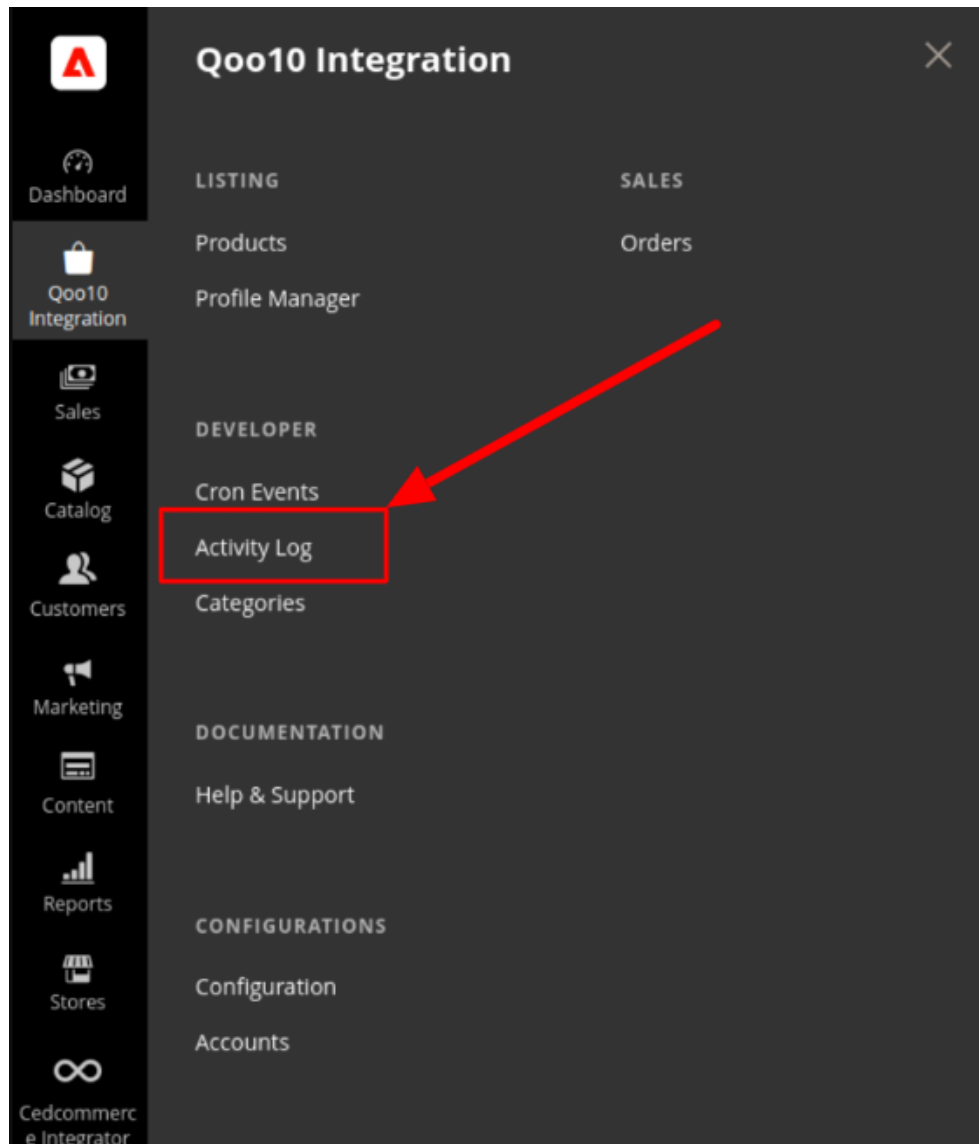 Qoo10 Integration
Dashboard
Qoo10
Integration
Sales
Catalog
Customers
Marketing
Content
Reports
Stores
Cedcommerc
e Integrator
LISTING
Products
Profile Manager
SALES
Orders
DEVELOPER
Cron Events
Activity Log
Categories
DOCUMENTATION
Help & Support
CONFIGURATIONS
Configuration
Accounts